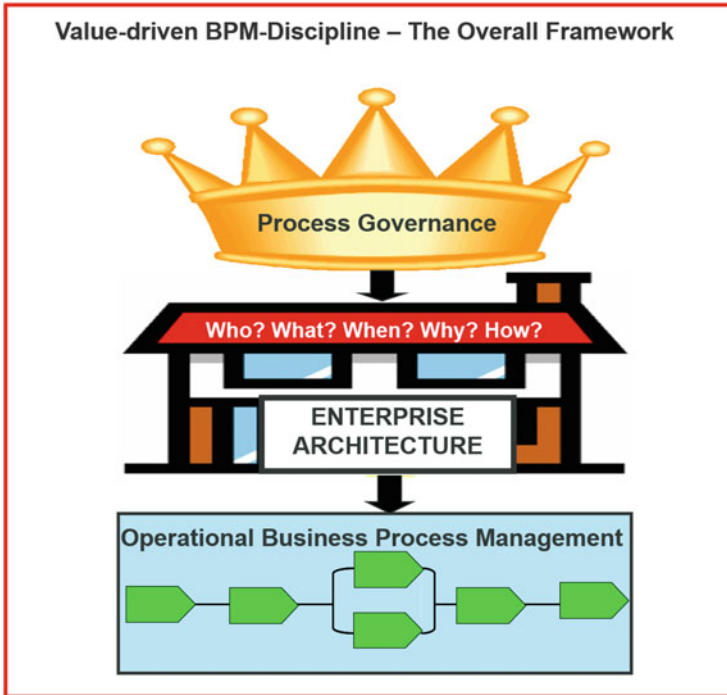 Value-driven BPM-Discipline – The Overall Framework
Process Governance
Who? What? When? Why? How?
ENTERPRISE
ARCHITECTURE
Operational Business Process Management